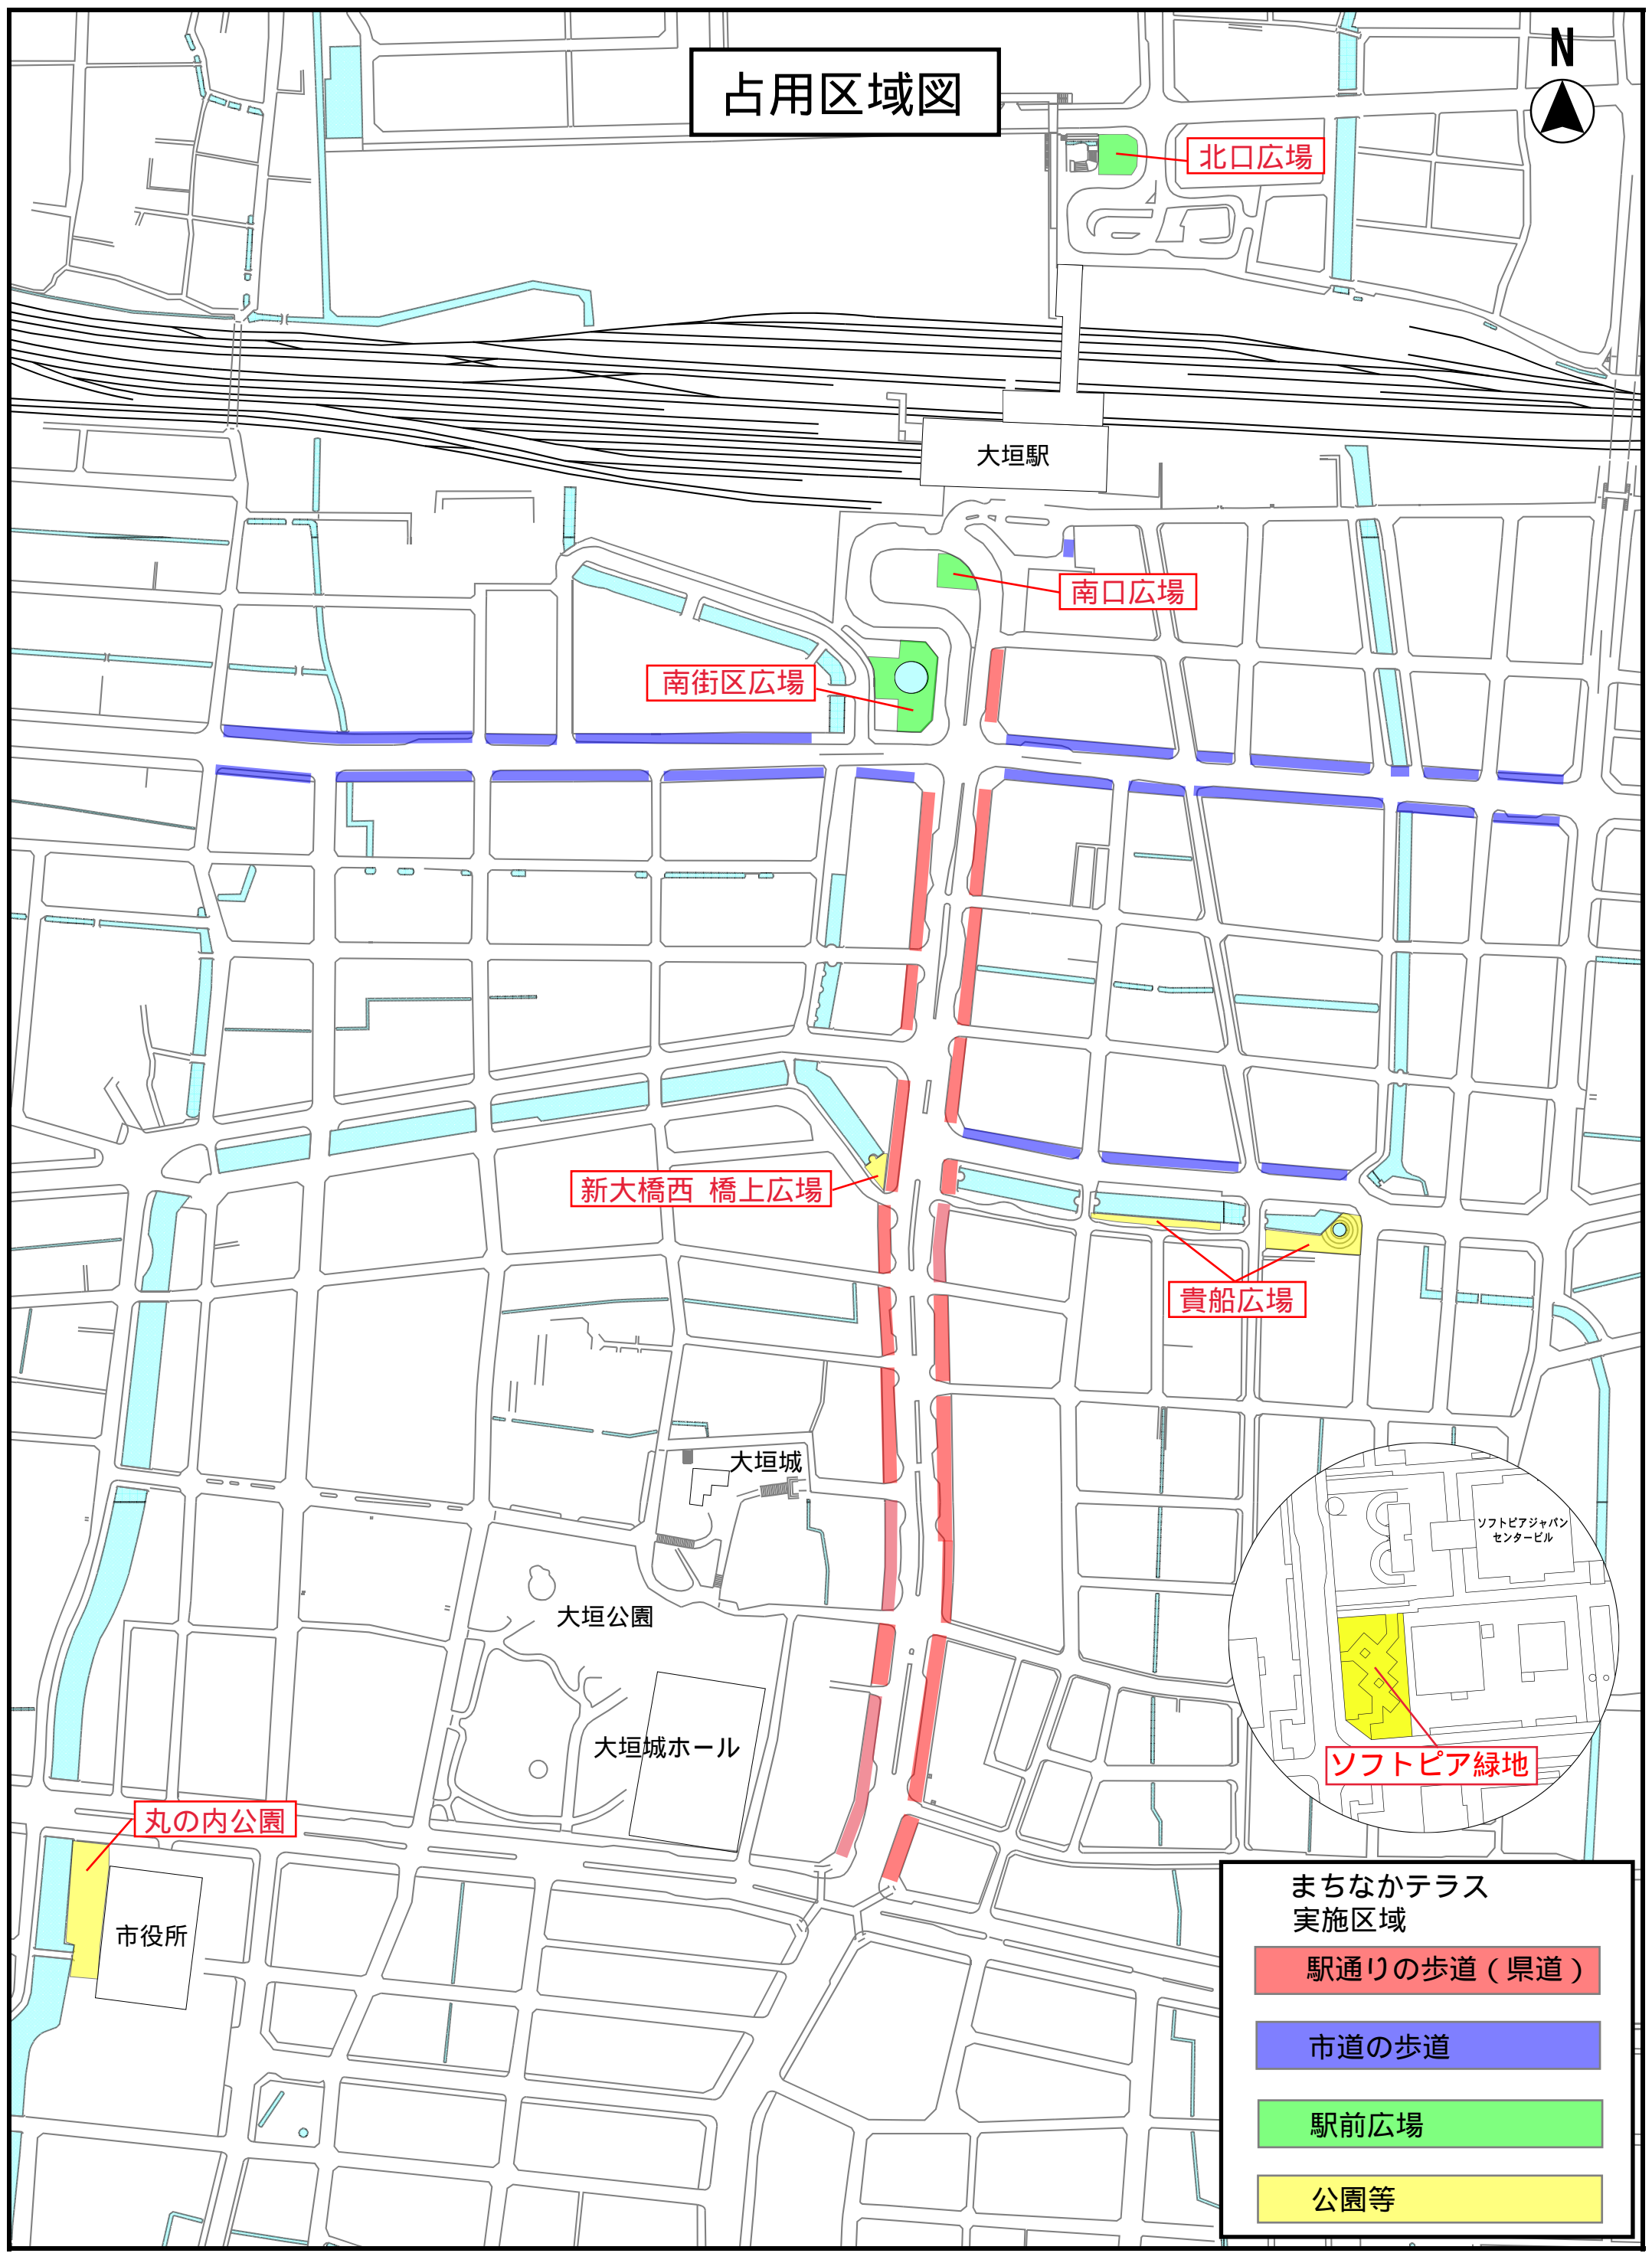 占用区域図
N
北口広場
大垣駅
南口広場
南街区広場
新大橋西 橋上広場
貴船広場
大垣城
ソフトピアジャパン
センタービル
大垣公園
大垣城ホール
ソフトピア緑地
丸の内公園
市役所
まちなかテラス
実施区域
駅通りの歩道(県道)
市道の歩道
駅前広場
公園等